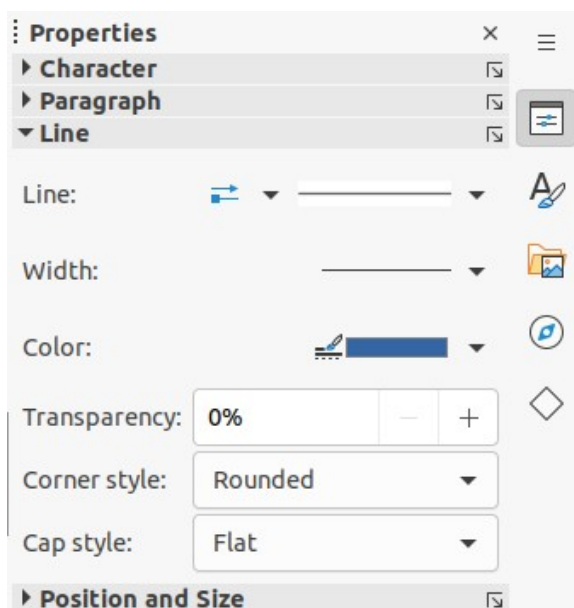 Properties
Character
Paragraph
Line
Line:
Width:
Color:
Transparency: 0%
Corner style: Rounded
Cap style: Flat
Position and Size